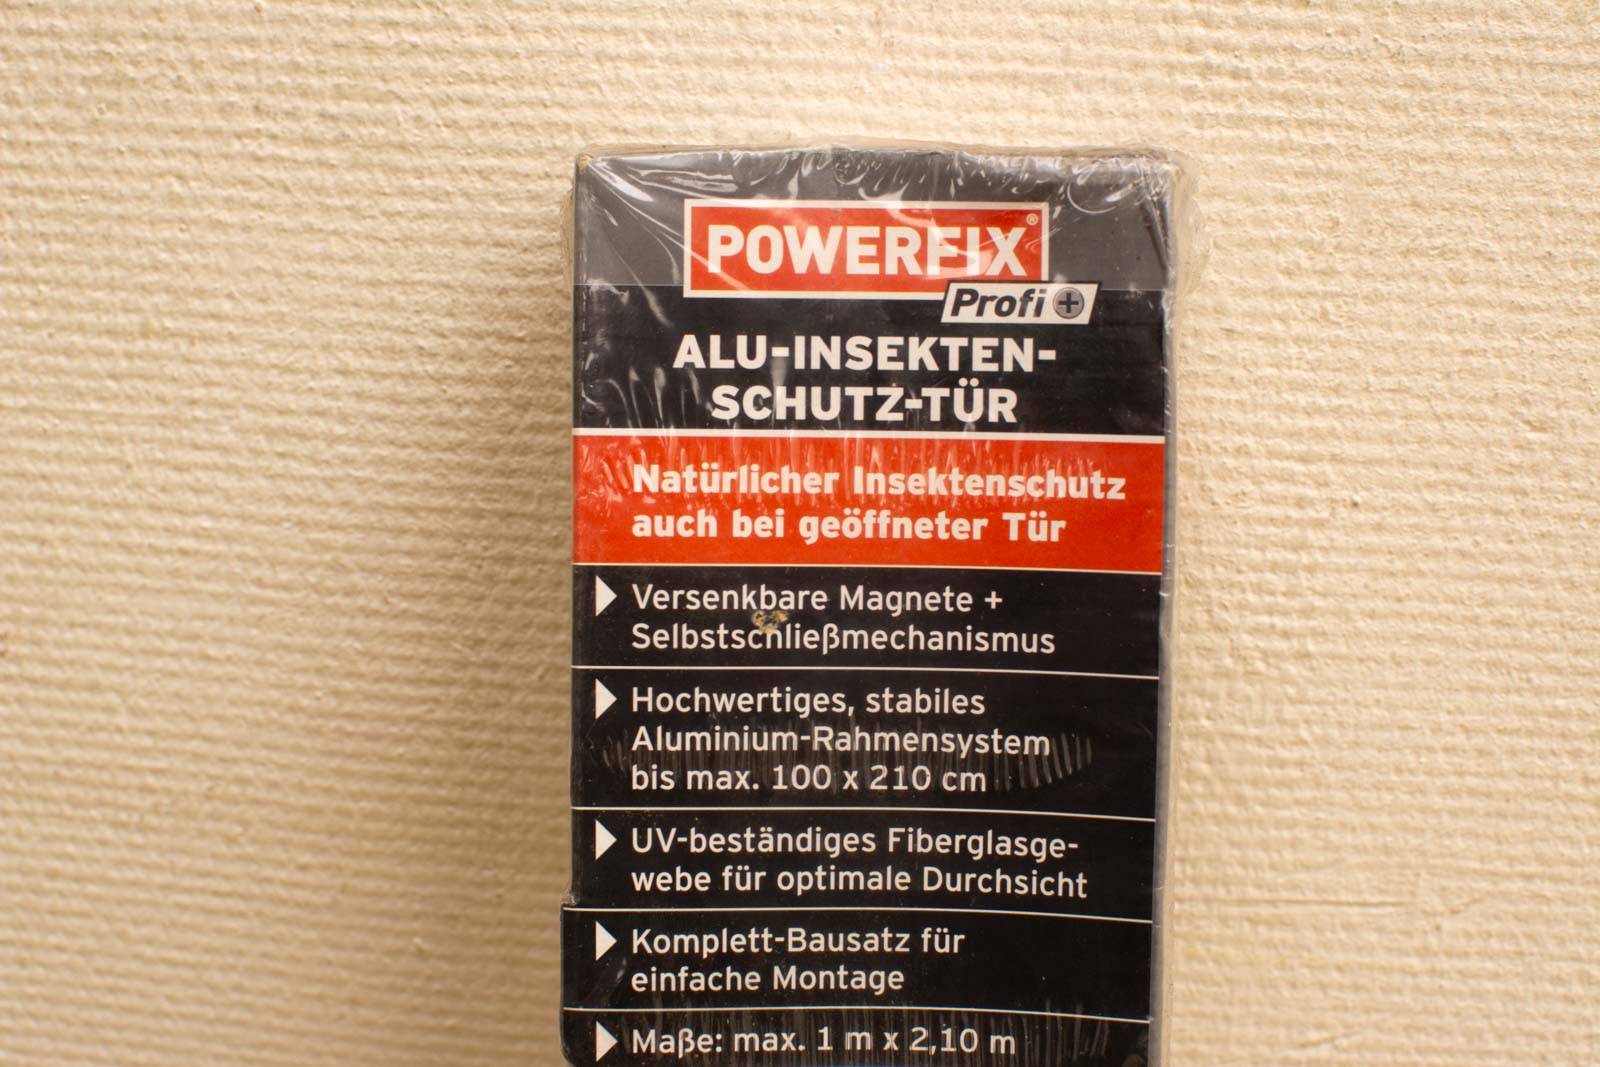 POWERFIX®
Profi+
ALU-INSEKTEN-
SCHUTZ-TÜR
Natürlicher Insektenschutz
auch bei geöffneter Tür
Versenkbare Magnete +
Selbstschließmechanismus
Hochwertiges, stabiles
Aluminium-Rahmensystem
bis max. 100 x 210 cm
UV-beständiges Fiberglasge-
webe für optimale Durchsicht
Komplett-Bausatz für
einfache Montage
Maße: max. 1 m x 2,10 m